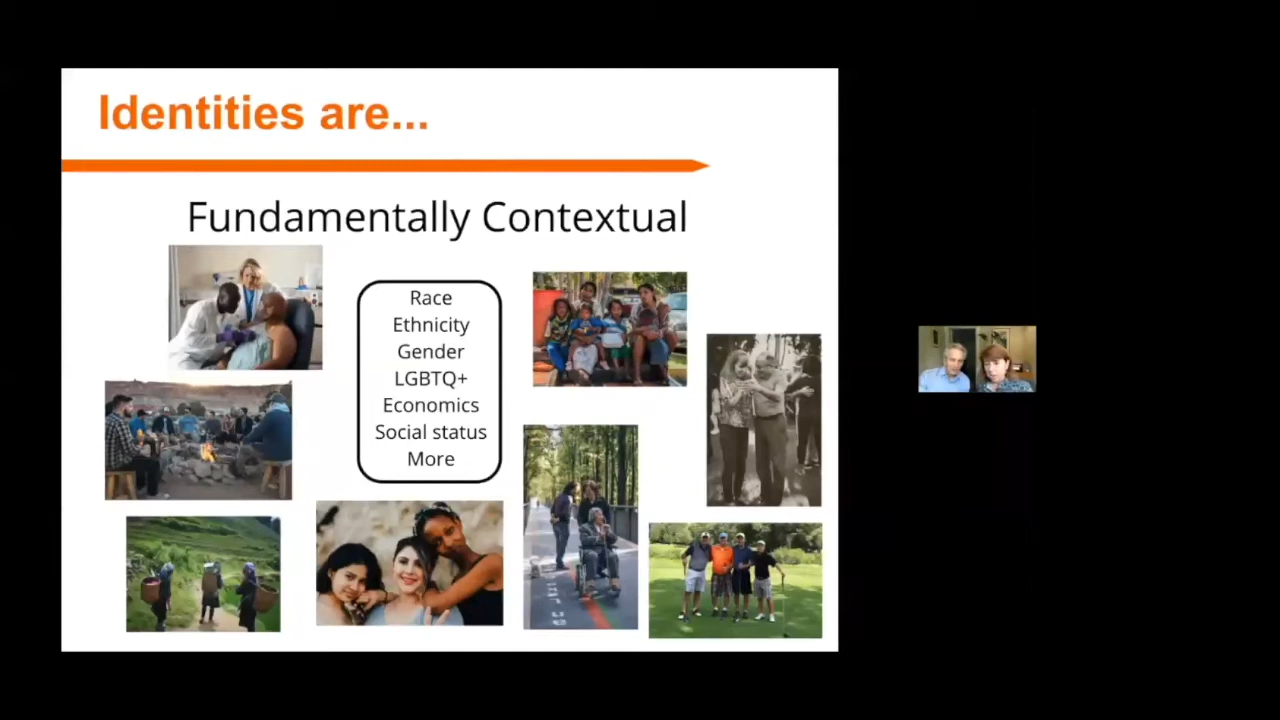 Identities are...
Fundamentally Contextual
Race
Ethnicity
Gender
LGBTQ+
Economics
Social status
More